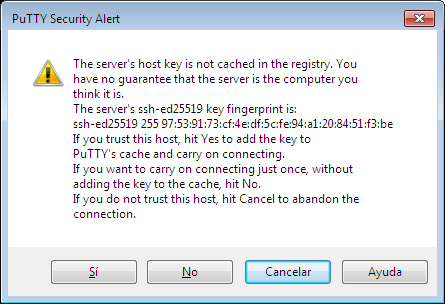 PuTTY Security Alert
The server's host key is not cached in the registry. You
have no guarantee that the server is the computer you
think it is.
The server's ssh-ed25519 key fingerprint is:
ssh-ed25519 255 97:53:91:73:cf:4e:df:5c:fe:94:a1:20:84:51:f3:be
If you trust this host, hit Yes to add the key to
PuTTY's cache and carry on connecting.
If you want to carry on connecting just once, without
adding the key to the cache, hit No.
If you do not trust this host, hit Cancel to abandon the
connection.
Sí No Cancelar Ayuda